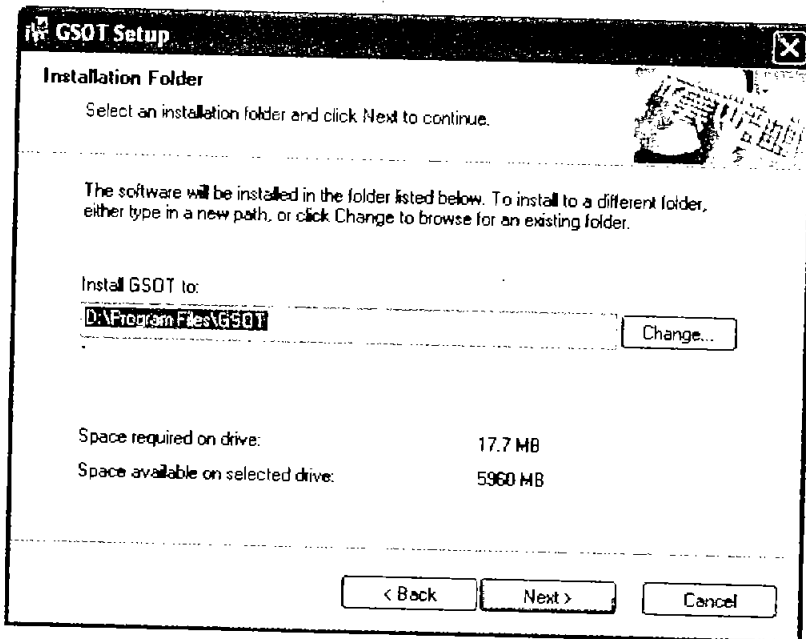 GSOT Setup
Installation Folder
Select an installation folder and click Next to continue.
The software will be installed in the folder listed below. To install to a different folder,
either type in a new path, or click Change to browse for an existing folder.
Install GSOT to:
D:\Program Files\GSOT
Change...
Space required on drive:
17.7 MB
Space available on selected drive:
5960 MB
< Back
Next >
Cancel